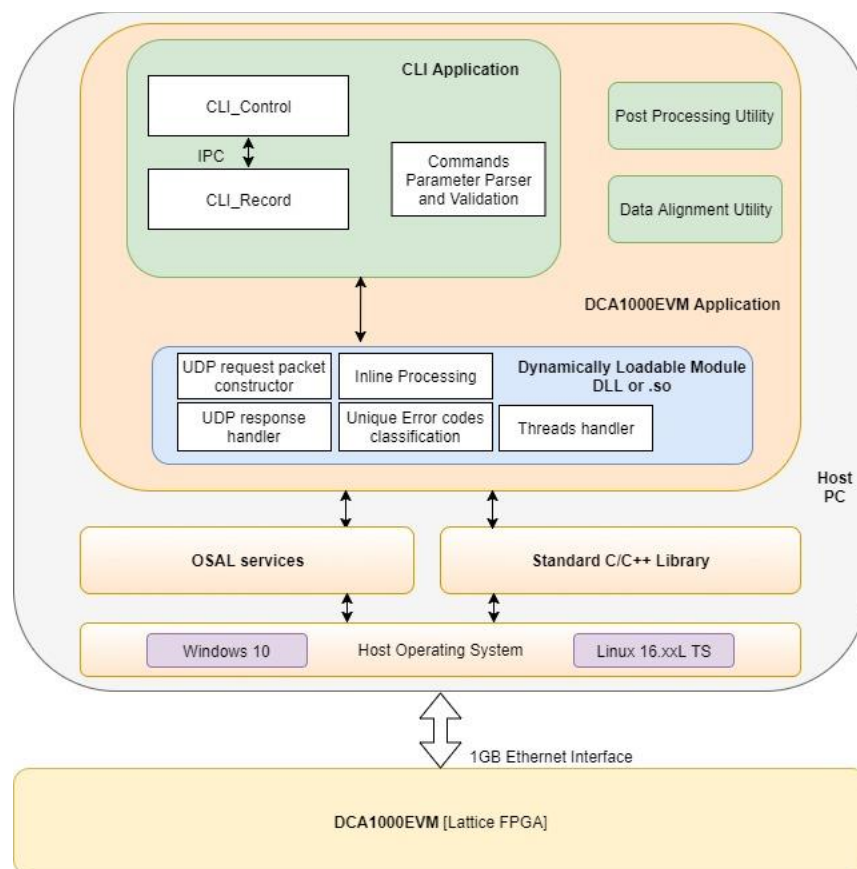 CLI Application
CLI_Control
IPC
CLI_Record
Commands
Parameter Parser
and Validation
Post Processing Utility
Data Alignment Utility
DCA1000EVM Application
UDP request packet
constructor
Inline Processing
Dynamically Loadable Module
DLL or .so
UDP response
handler
Unique Error codes
classification
Threads handler
Host
PC
OSAL services
Standard C/C++ Library
Windows 10
Host Operating System
Linux 16.xxL TS
1GB Ethernet Interface
DCA1000EVM [Lattice FPGA]